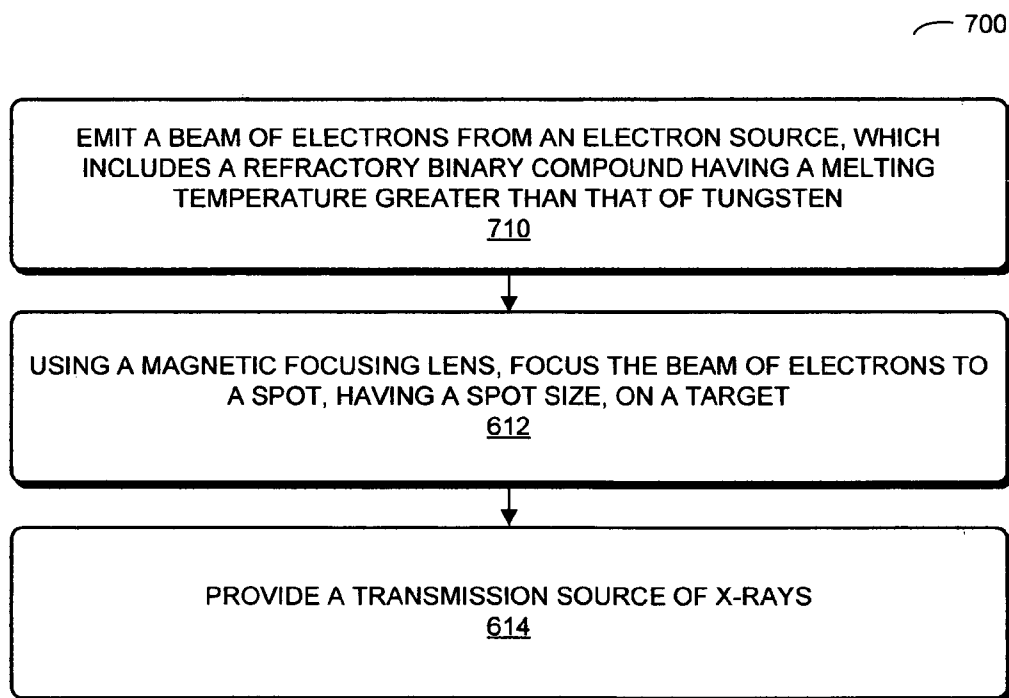 700
EMIT A BEAM OF ELECTRONS FROM AN ELECTRON SOURCE, WHICH
INCLUDES A REFRACTORY BINARY COMPOUND HAVING A MELTING
TEMPERATURE GREATER THAN THAT OF TUNGSTEN
710
USING A MAGNETIC FOCUSING LENS, FOCUS THE BEAM OF ELECTRONS TO
A SPOT, HAVING A SPOT SIZE, ON A TARGET
612
PROVIDE A TRANSMISSION SOURCE OF X-RAYS
614